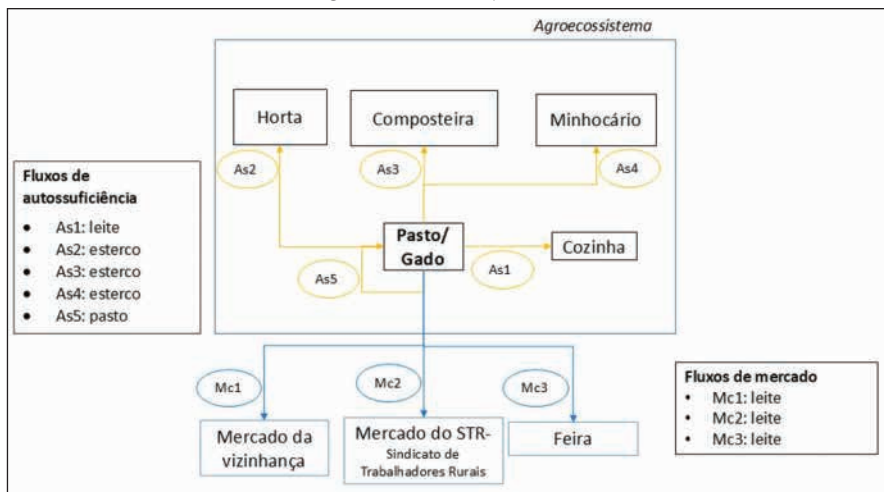 Agroecossistema
Horta
Composteira
Minhocário
As2
As3
As4
Fluxos de
autossuficiência
• As1: leite
• As2: esterco
• As3: esterco
• As4: esterco
• As5: pasto
Pasto/
Gado
Cozinha
As5
As1
Mc1
Mc2
Mc3
Mercado da
vizinhança
Mercado do STR-
Sindicato de
Trabalhadores Rurais
Feira
Fluxos de mercado
• Mc1: leite
• Mc2: leite
• Mc3: leite